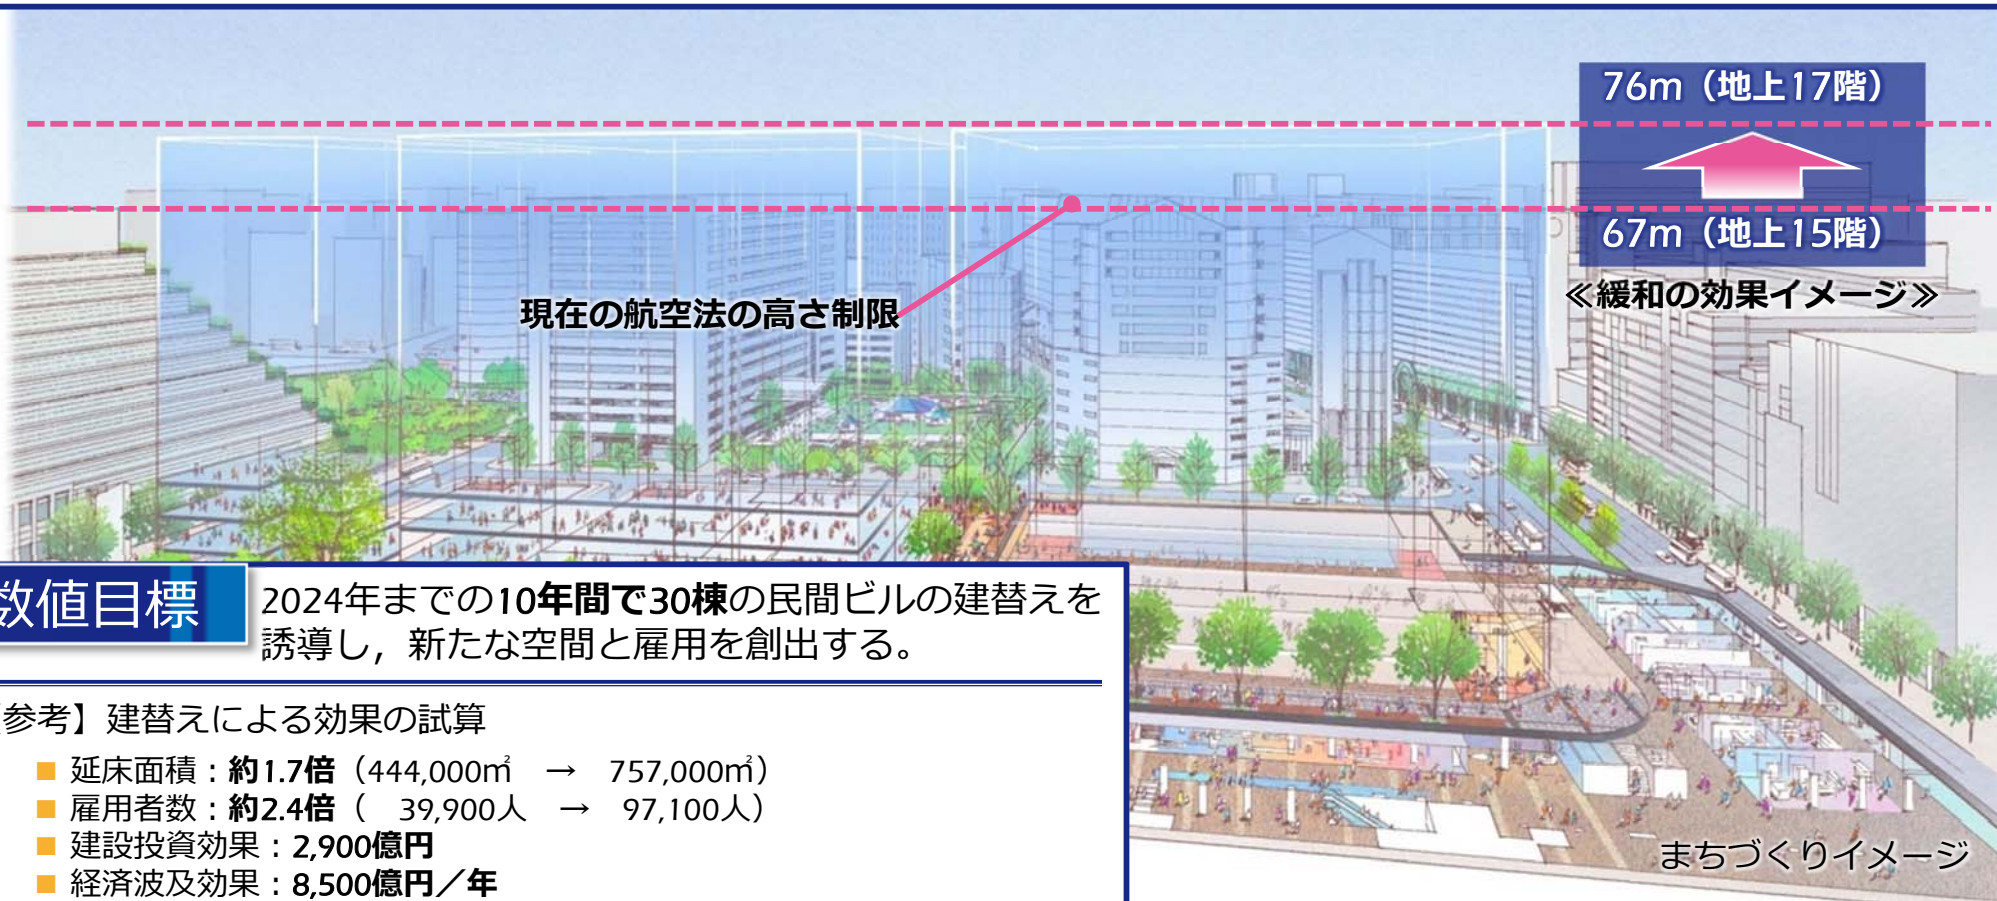 76m（地上17階）
67m（地上15階）
≪緩和の効果イメージ≫
現在の航空法の高さ制限
数値目標
2024年までの10年間で30棟の民間ビルの建替えを
誘導し，新たな空間と雇用を創出する。
参考】建替えによる効果の試算
■ 延床面積：約1.7倍（444,000㎡ → 757,000㎡）
■ 雇用者数：約2.4倍（ 39,900人 → 97,100人）
■ 建設投資効果：2,900億円
■ 経済波及効果：8,500億円／年
まちづくりイメージ